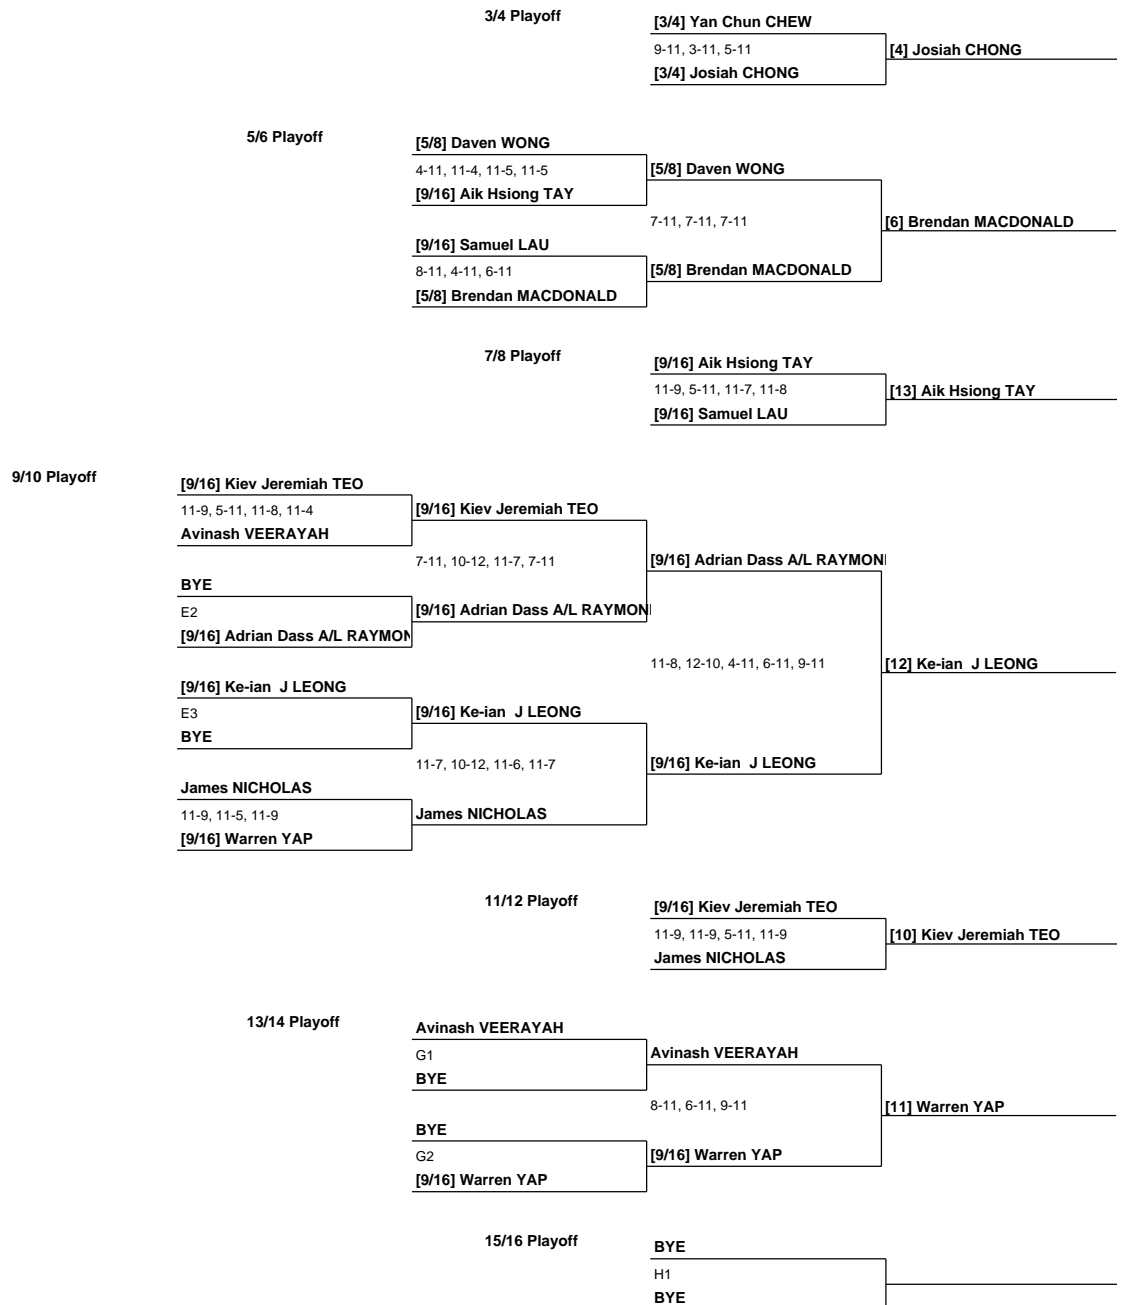 3/4 Playoff
[3/4] Yan Chun CHEW
9-11, 3-11, 5-11
[4] Josiah CHONG
[3/4] Josiah CHONG
5/6 Playoff
[5/8] Daven WONG
4-11, 11-4, 11-5, 11-5
[5/8] Daven WONG
[9/16] Aik Hsiong TAY
7-11, 7-11, 7-11
[6] Brendan MACDONALD
[9/16] Samuel LAU
8-11, 4-11, 6-11
[5/8] Brendan MACDONALD
[5/8] Brendan MACDONALD
7/8 Playoff
[9/16] Aik Hsiong TAY
11-9, 5-11, 11-7, 11-8
[13] Aik Hsiong TAY
[9/16] Samuel LAU
9/10 Playoff
[9/16] Kiev Jeremiah TEO
11-9, 5-11, 11-8, 11-4
[9/16] Kiev Jeremiah TEO
Avinash VEERAYAH
7-11, 10-12, 11-7, 7-11
[9/16] Adrian Dass A/L RAYMON
BYE
E2
[9/16] Adrian Dass A/L RAYMON
[9/16] Adrian Dass A/L RAYMON
11-8, 12-10, 4-11, 6-11, 9-11
[12] Ke-ian J LEONG
[9/16] Ke-ian J LEONG
E3
[9/16] Ke-ian J LEONG
BYE
11-7, 10-12, 11-6, 11-7
[9/16] Ke-ian J LEONG
James NICHOLAS
11-9, 11-5, 11-9
James NICHOLAS
[9/16] Warren YAP
11/12 Playoff
[9/16] Kiev Jeremiah TEO
11-9, 11-9, 5-11, 11-9
[10] Kiev Jeremiah TEO
James NICHOLAS
13/14 Playoff
Avinash VEERAYAH
G1
Avinash VEERAYAH
BYE
8-11, 6-11, 9-11
[11] Warren YAP
BYE
G2
[9/16] Warren YAP
[9/16] Warren YAP
15/16 Playoff
BYE
H1
BYE